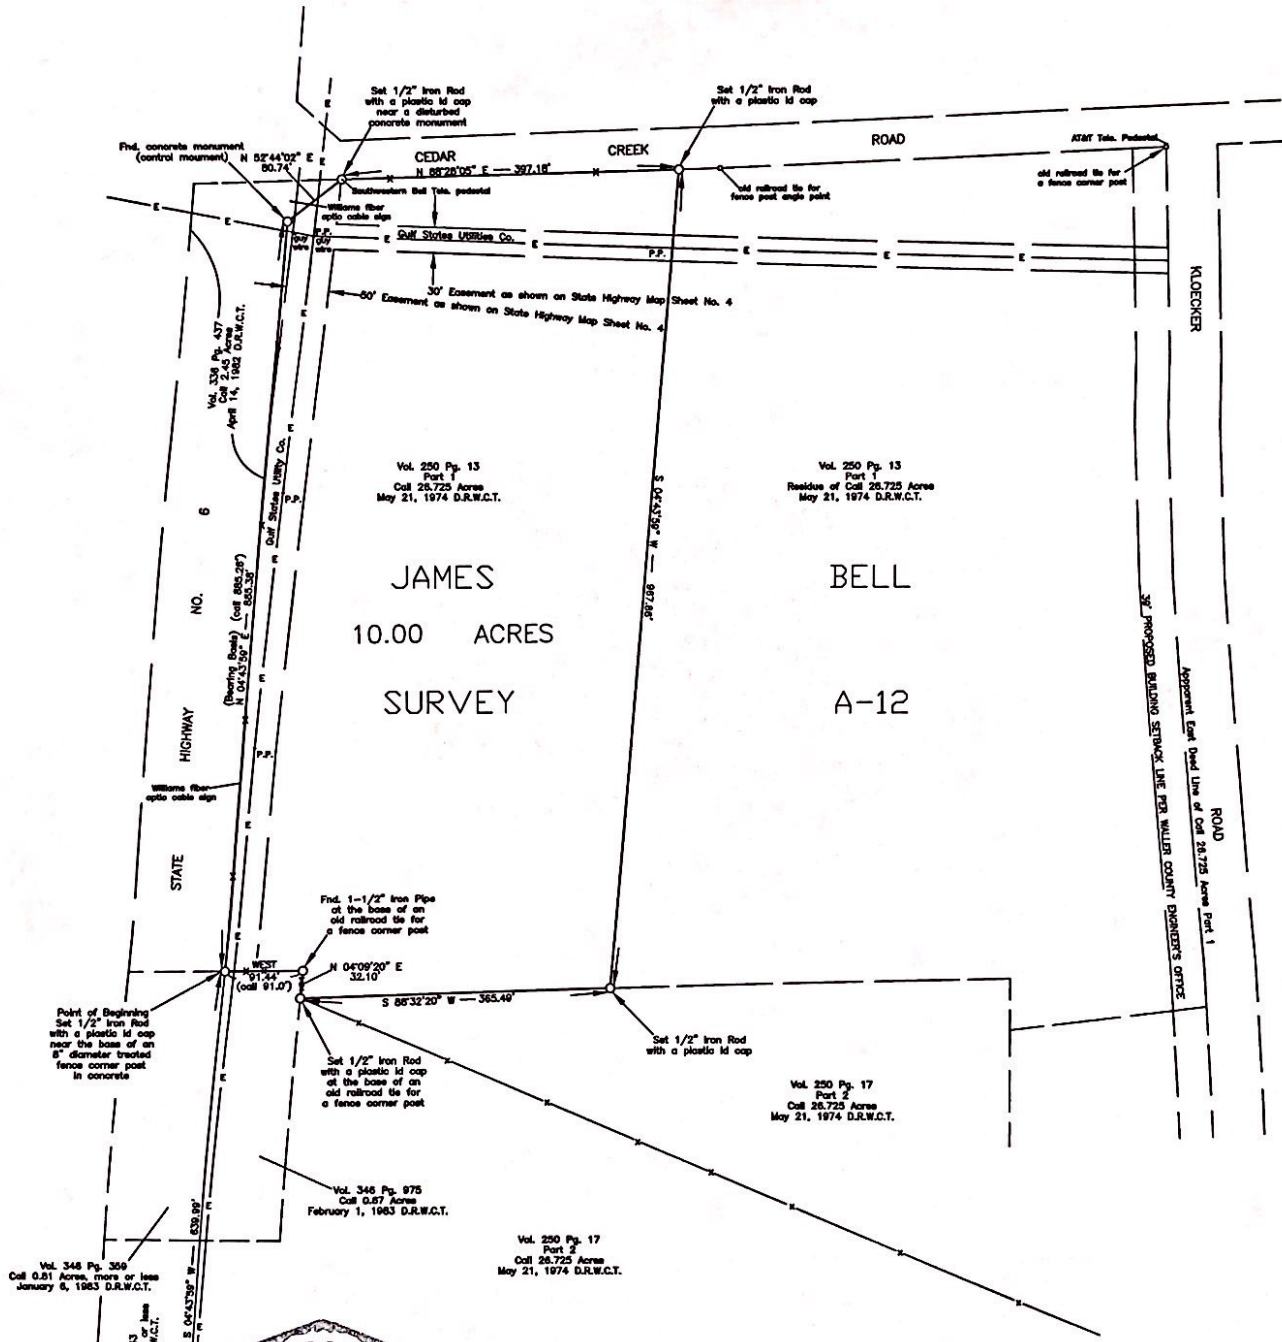 Set 1/2" Iron Rod
with a plastic id cap
near a disturbed
concrete monument
Set 1/2" Iron Rod
with a plastic id cap
Fnd. concrete monument
(control moument)
N 52°44'02" E
80.74'
CEDAR CREEK ROAD
AT&T Tele. Pedestal
N 88°28'05" E — 397.18'
Southwestern Bell Tele. pedestal
old railroad tie for
fence post angle point
old railroad tie for
a fence corner post
Williams fiber
optic cable sign
P.P.
guy
wire
guy
wire
Gulf States Utilities Co.
P.P.
30' Easement as shown on State Highway Map Sheet No. 4
50' Easement as shown on State Highway Map Sheet No. 4
KLOECKER
ROAD
Vol. 336 Pg. 437
Call 2.45 Acres
April 14, 1982 D.R.W.C.T.
Gulf States Utility Co.
P.P.
Vol. 250 Pg. 13
Part 1
Call 26.725 Acres
May 21, 1974 D.R.W.C.T.
Vol. 250 Pg. 13
Part 1
Residue of Call 26.725 Acres
May 21, 1974 D.R.W.C.T.
S 04°43'59" W — 987.86'
JAMES BELL
10.00 ACRES
SURVEY A-12
STATE HIGHWAY NO. 6
(Bearing Basis) (call 885.28')
N 04°43'59" E — 885.38'
P.P.
Williams fiber
optic cable sign
39' PROPOSED BUILDING SETBACK LINE PER WALLER COUNTY ENGINEER'S OFFICE
Apparent East Deed Line of Call 26.725 Acres Part 1
Fnd. 1-1/2" Iron Pipe
at the base of an
old railroad tie for
a fence corner post
WEST
91.44'
(call 91.0')
N 04°09'20" E
32.10'
S 88°32'20" W — 365.49'
Point of Beginning
Set 1/2" Iron Rod
with a plastic id cap
near the base of an
8" diameter treated
fence corner post
in concrete
Set 1/2" Iron Rod
with a plastic id cap
at the base of an
old railroad tie for
a fence corner post
Set 1/2" Iron Rod
with a plastic id cap
Vol. 250 Pg. 17
Part 2
Call 26.725 Acres
May 21, 1974 D.R.W.C.T.
Vol. 346 Pg. 975
Call 0.67 Acres
February 1, 1983 D.R.W.C.T.
Vol. 250 Pg. 17
Part 2
Call 26.725 Acres
May 21, 1974 D.R.W.C.T.
Vol. 346 Pg. 359
Call 0.81 Acres, more or less
January 6, 1983 D.R.W.C.T.
S 04°43'59" W — 639.99'
or less